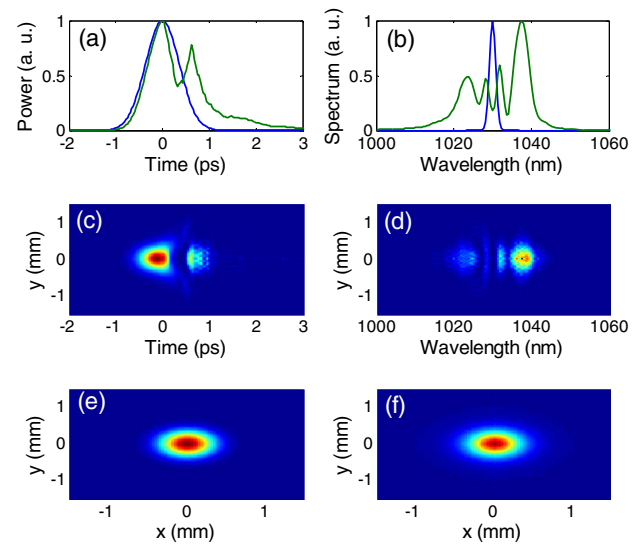 (a)
Power (a. u.)
1
0.5
0
-2 -1 0 1 2 3
Time (ps)
(b)
Spectrum (a. u.)
1
0.5
0
1000 1020 1040 1060
Wavelength (nm)
(c)
y (mm)
1
0
-1
-2 -1 0 1 2 3
Time (ps)
(d)
y (mm)
1
0
-1
1000 1020 1040 1060
Wavelength (nm)
(e)
y (mm)
1
0
-1
-1 0 1
x (mm)
(f)
y (mm)
1
0
-1
-1 0 1
x (mm)